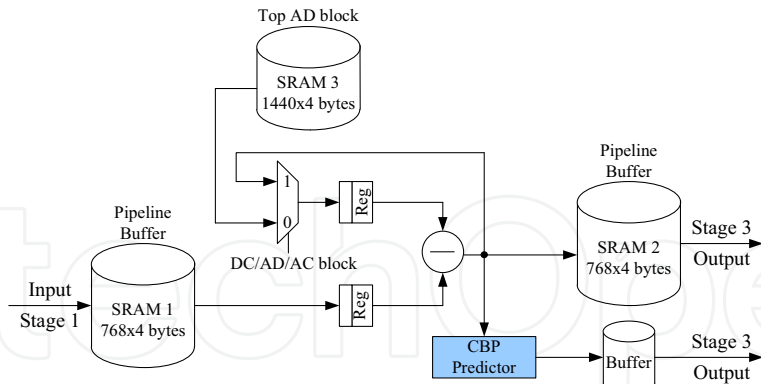 Top AD block
SRAM 3
1440x4 bytes
1
0
Reg
DC/AD/AC block
Pipeline
Buffer
Input
Stage 1
SRAM 1
768x4 bytes
Reg
—
Pipeline
Buffer
SRAM 2
768x4 bytes
Stage 3
Output
CBP
Predictor
Buffer
Stage 3
Output
techOpe